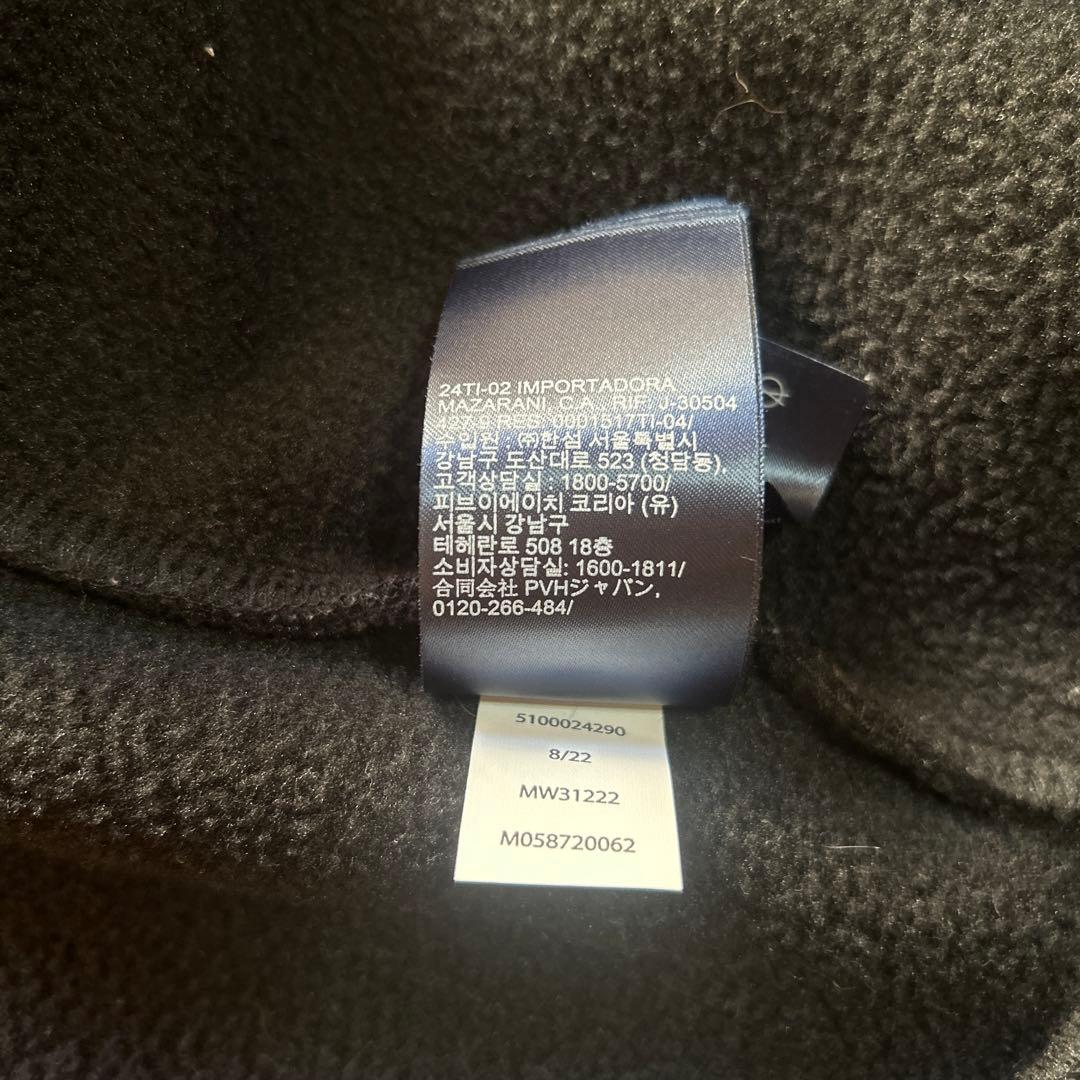 24TI-02 IMPORTADORA
MAZARANI, C.A., RIF: J-30504
0001517TI-04/
수입원 : ㈜한섬 서울특별시
강남구 도산대로 523 (청담동),
고객상담실 : 1800-5700/
피브이에이치 코리아 (유)
서울시 강남구
테헤란로 508 18층
소비자상담실: 1600-1811/
合同会社 PVHジャパン,
0120-266-484/
5100024290
8/22
MW31222
M058720062